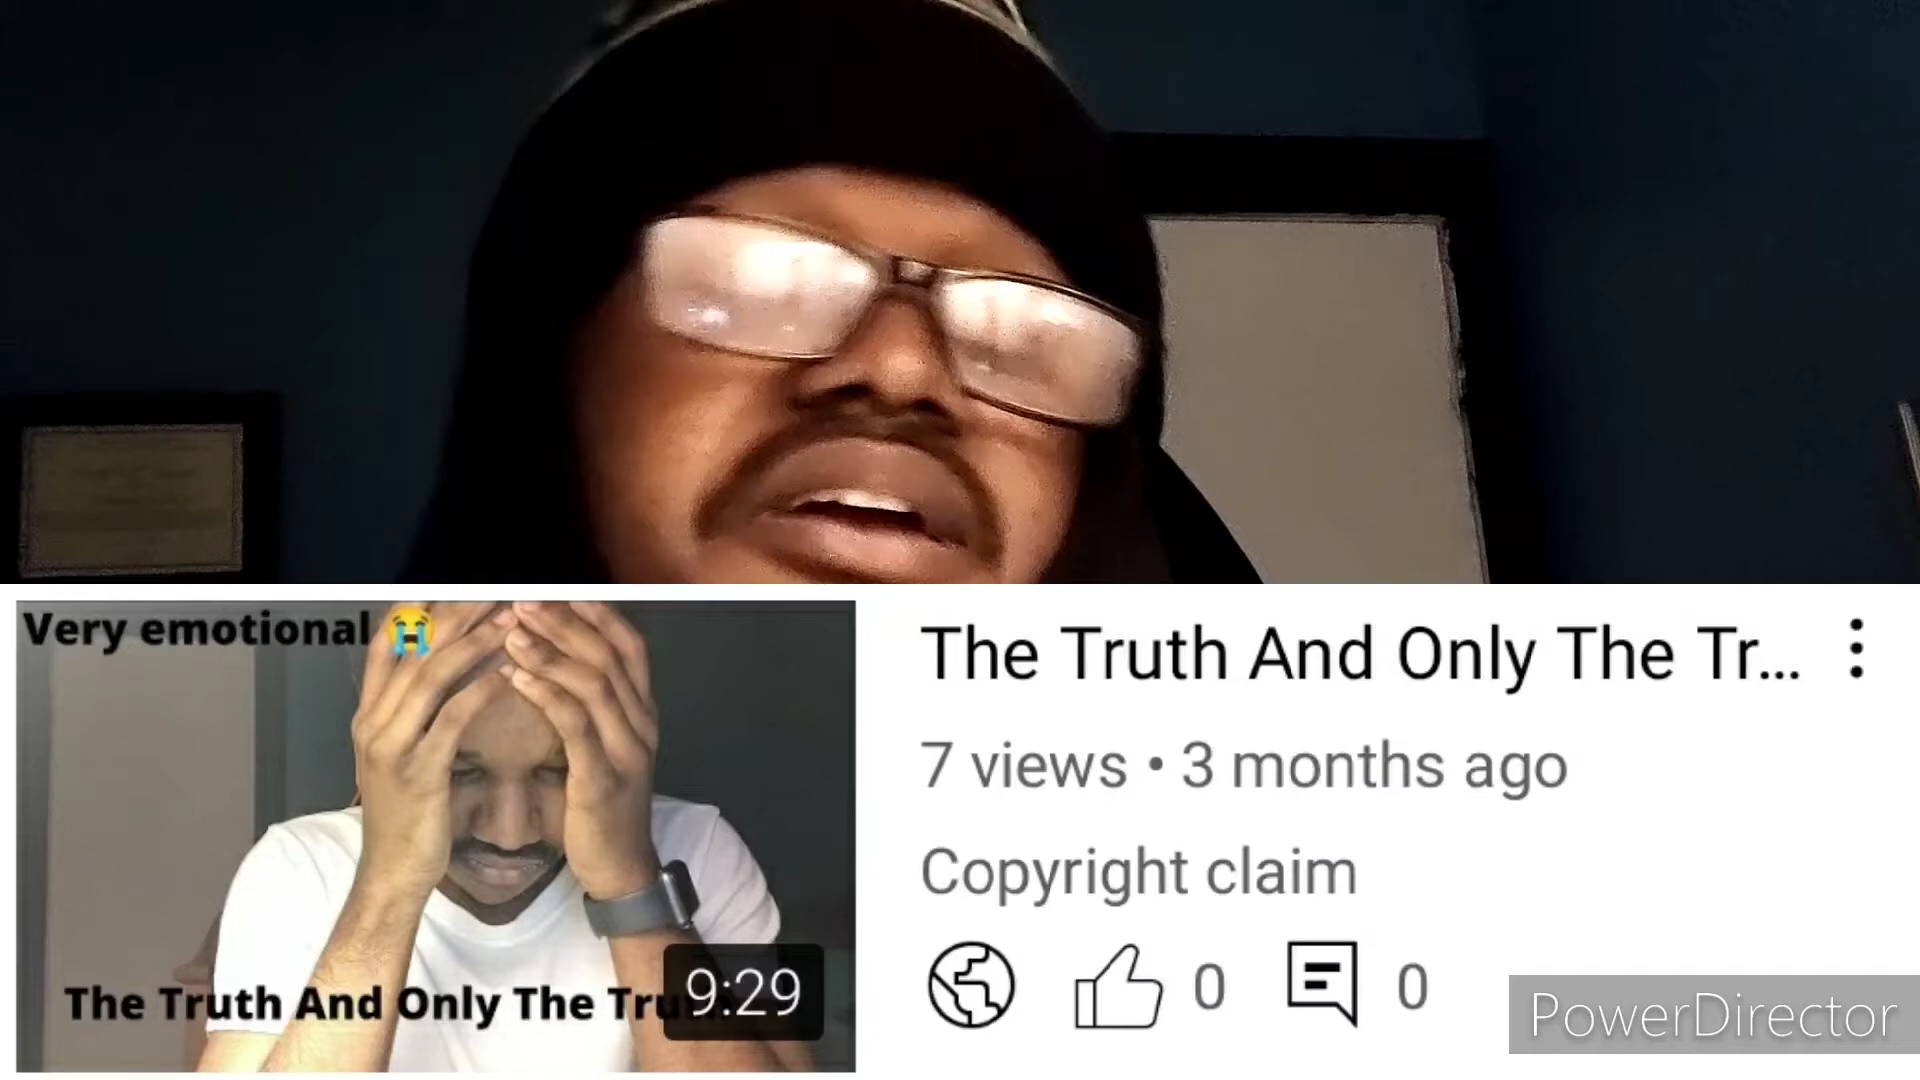 Very emotional 😭
The Truth And Only The Tru
9:29
The Truth And Only The Tr...
7 views • 3 months ago
Copyright claim
0
0
PowerDirector